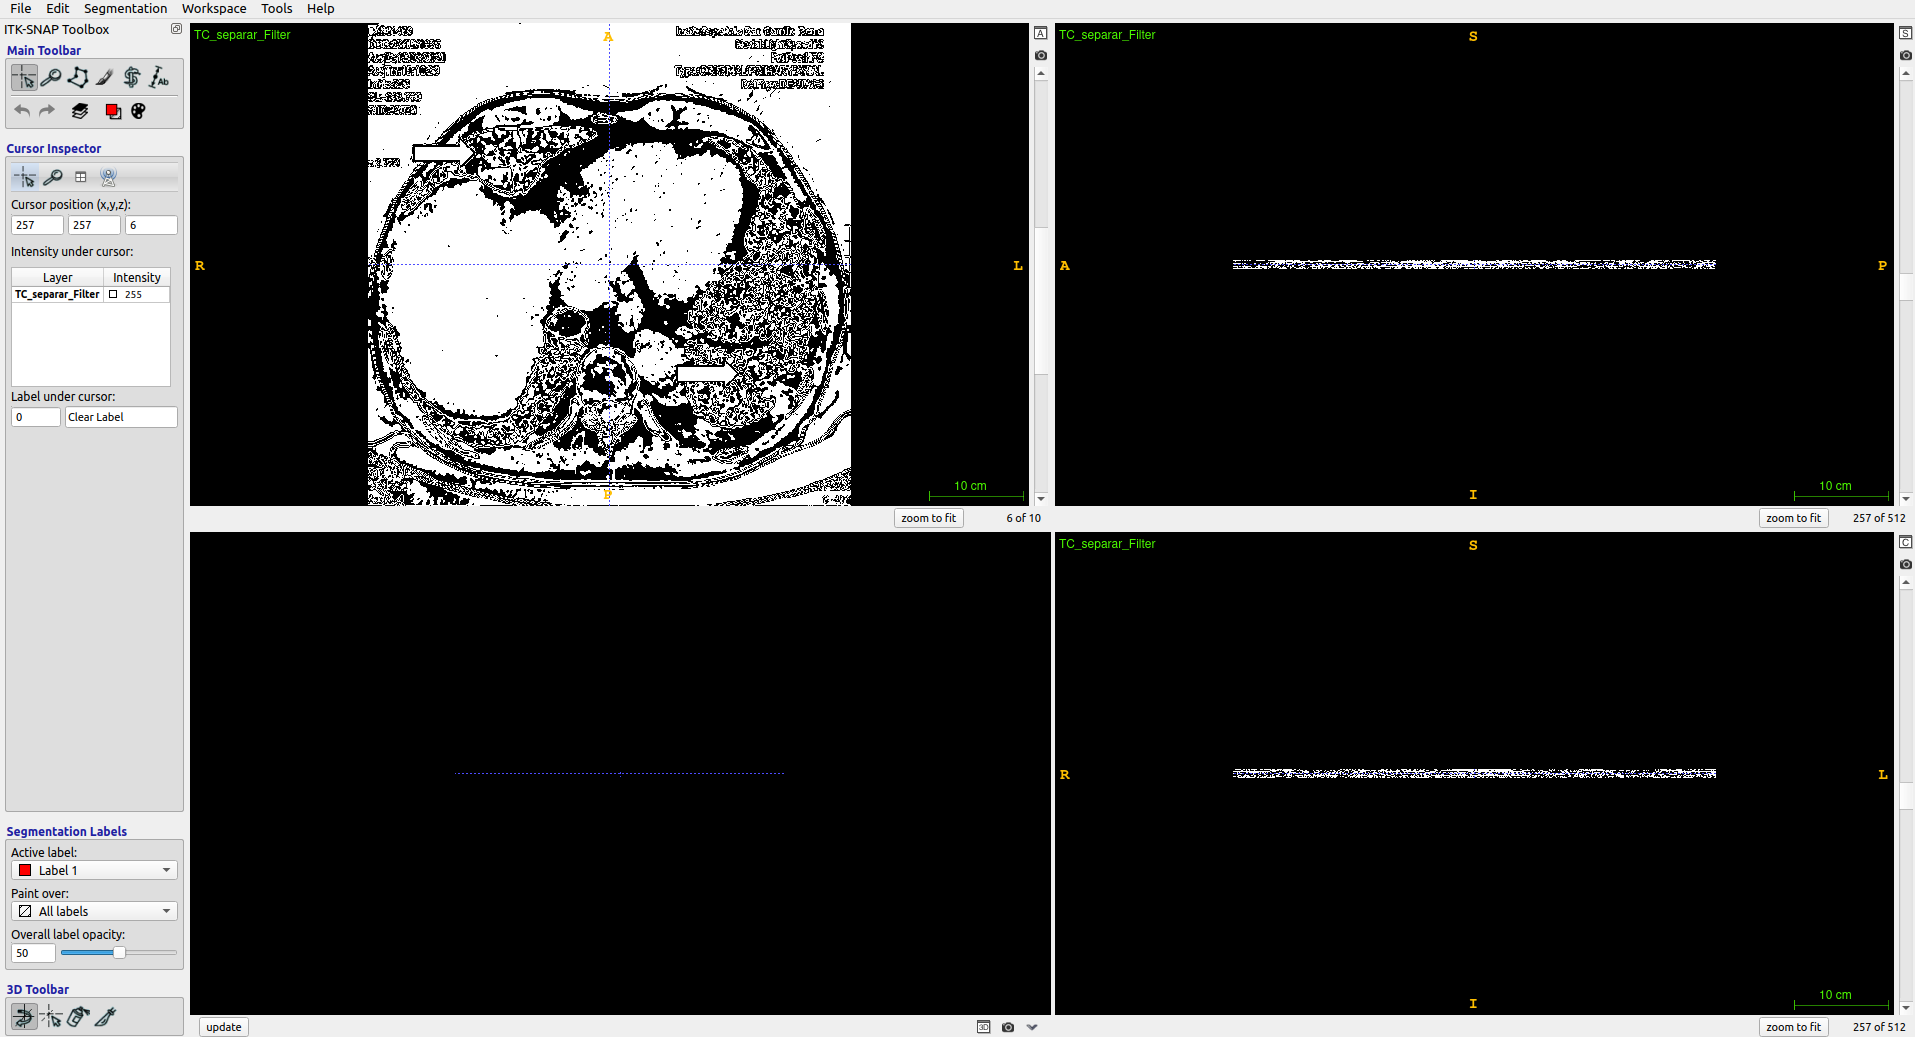 File Edit Segmentation Workspace Tools Help
ITK-SNAP Toolbox
Main Toolbar
Ab
Cursor Inspector
Cursor position (x,y,z):
257 257 6
Intensity under cursor:
Layer Intensity
TC_separar_Filter 255
Label under cursor:
0 Clear Label
Segmentation Labels
Active label:
Label 1
Paint over:
All labels
Overall label opacity:
50
3D Toolbar
TC_separar_Filter
A
R
L
P
10 cm
zoom to fit 6 of 10
A
TC_separar_Filter
S
A
P
I
10 cm
zoom to fit 257 of 512
S
update
3D
TC_separar_Filter
S
R
L
I
10 cm
zoom to fit 257 of 512
C